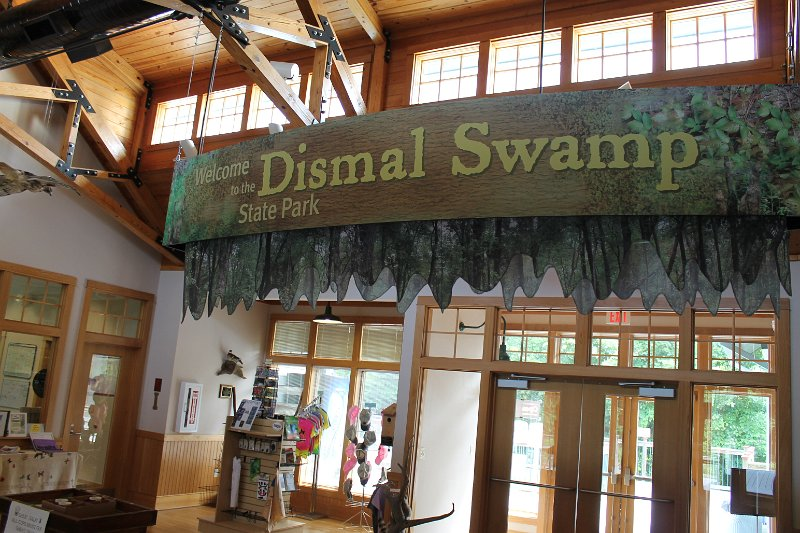 Welcome
to the Dismal Swamp
State Park
EXIT